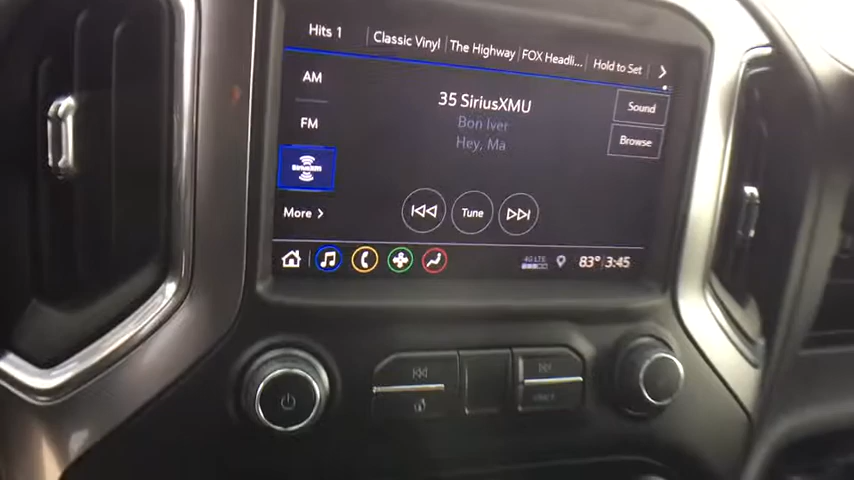 Hits 1
Classic Vinyl
The Highway
FOX Headli...
Hold to Set
AM
35 SiriusXMU
Sound
FM
Bon Iver
Browse
Hey, Ma
SiriusXM
More
Tune
4G LTE
83° 3:45